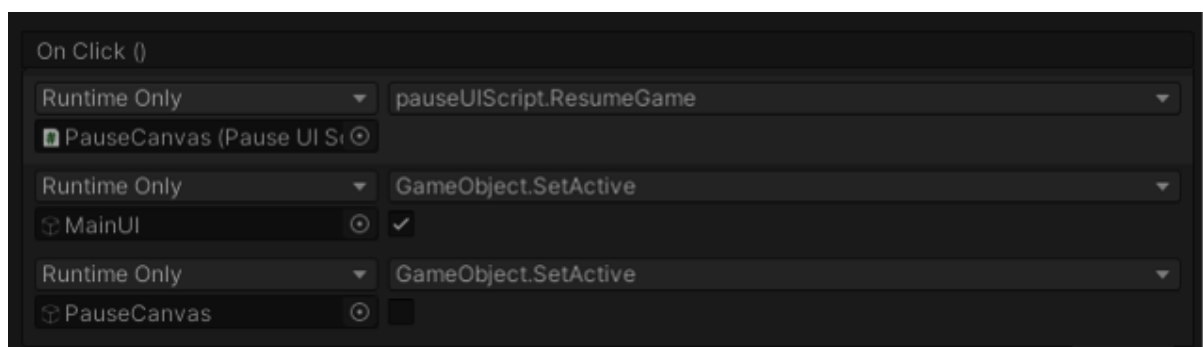 On Click ()
Runtime Only pauseUIScript.ResumeGame
PauseCanvas (Pause UI S
Runtime Only GameObject.SetActive
MainUI
Runtime Only GameObject.SetActive
PauseCanvas